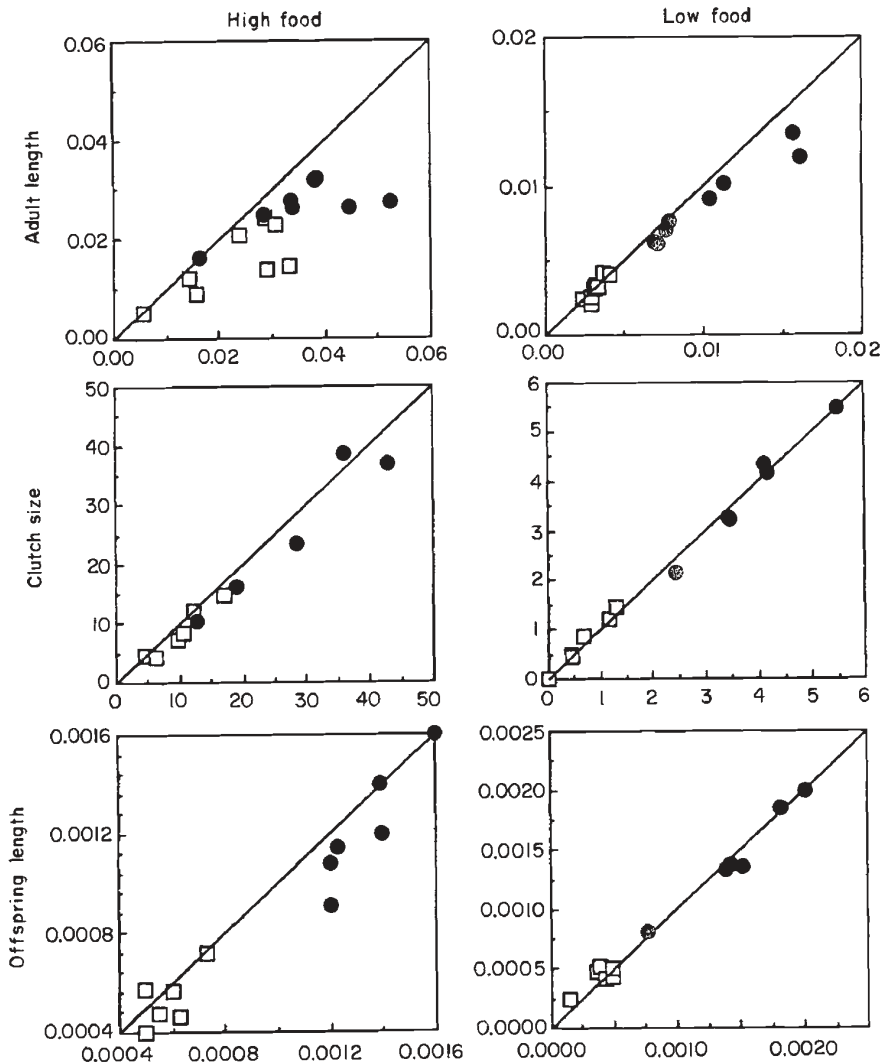 High food
Low food
0.06
0.04
0.02
0.00
Adult length
0.00 0.02 0.04 0.06
0.02
0.01
0.00
0.00 0.01 0.02
50
40
30
20
10
0
Clutch size
0 10 20 30 40 50
6
5
4
3
2
1
0
0 1 2 3 4 5 6
0.0016
0.0012
0.0008
0.0004
Offspring length
0.0004 0.0008 0.0012 0.0016
0.0025
0.0020
0.0015
0.0010
0.0005
0.0000
0.0000 0.0010 0.0020